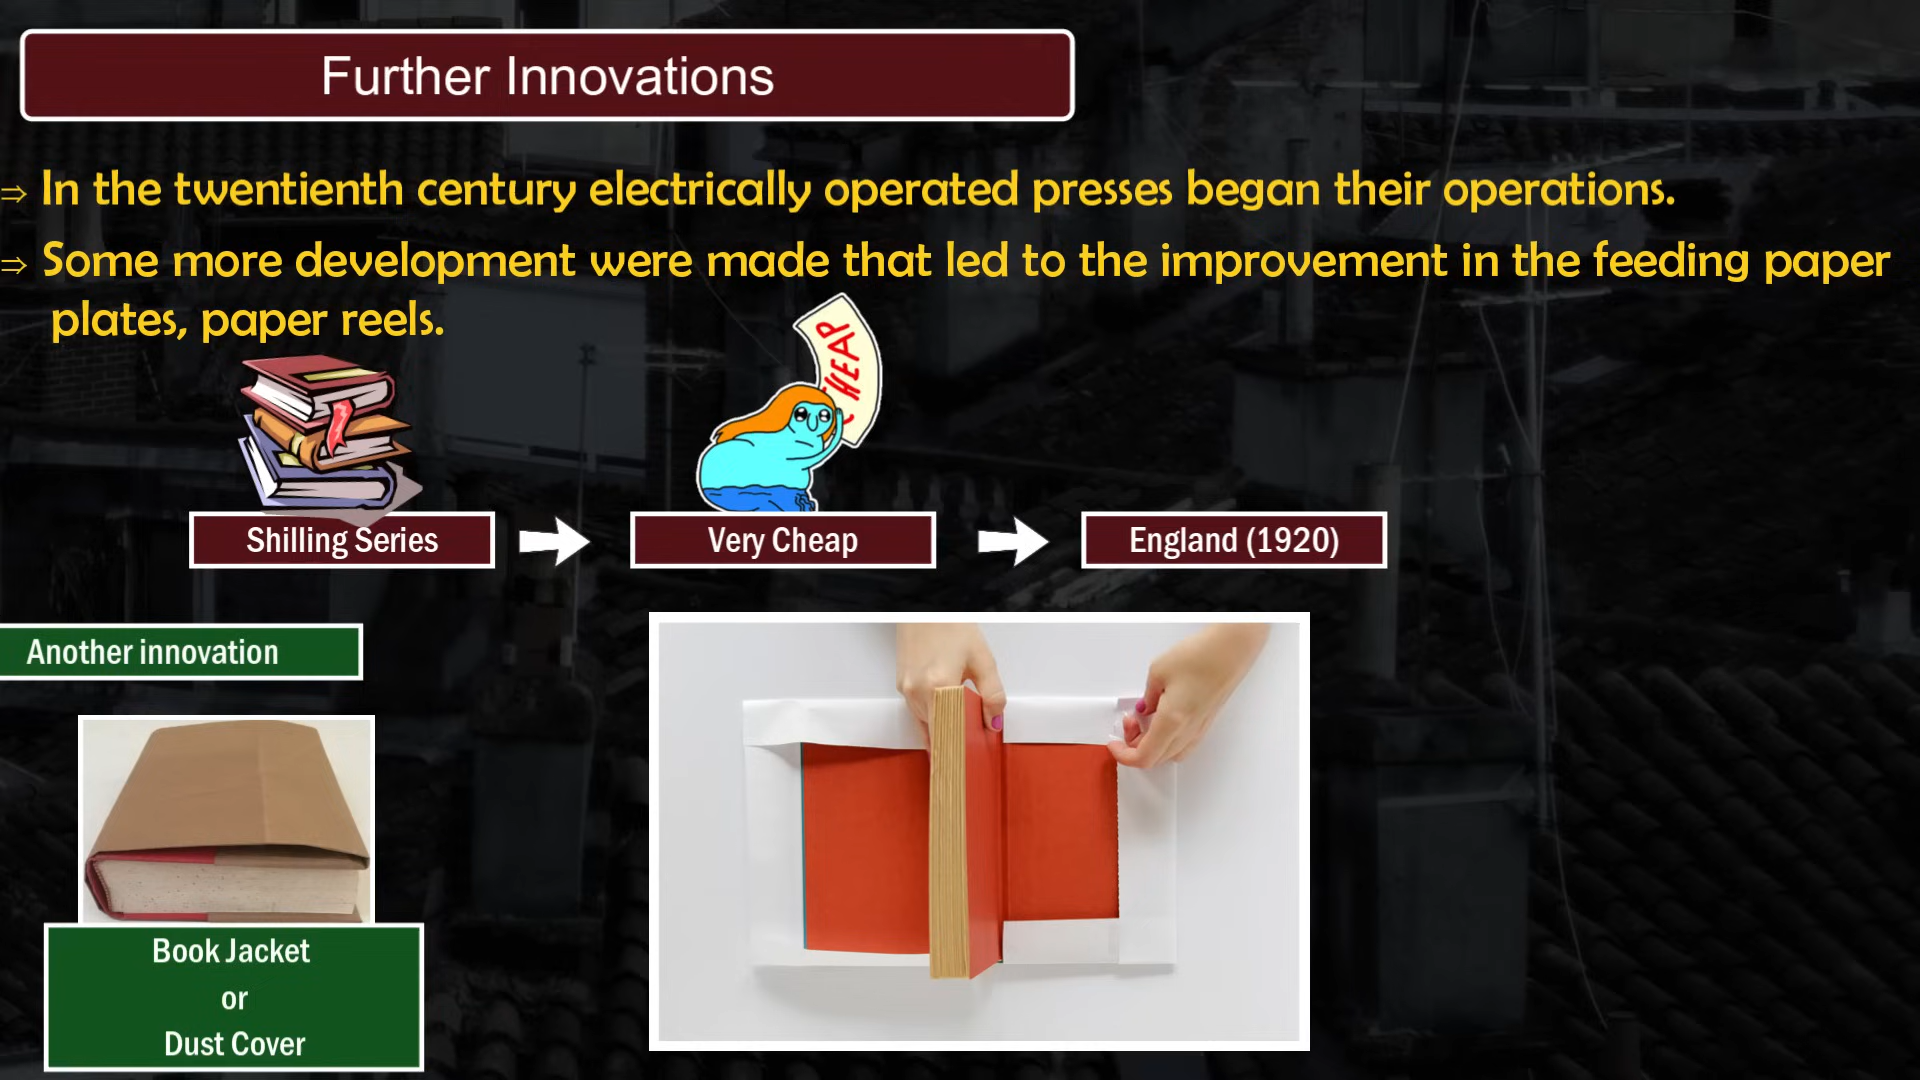 Further Innovations
⇒ In the twentienth century electrically operated presses began their operations.
⇒ Some more development were made that led to the improvement in the feeding paper
plates, paper reels.
CHEAP
Shilling Series
Very Cheap
England (1920)
Another innovation
Book Jacket
or
Dust Cover